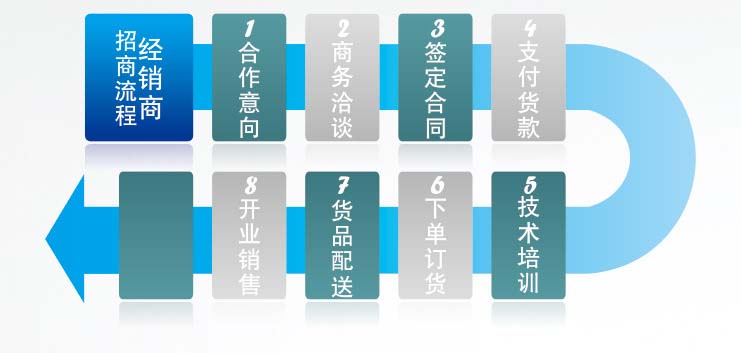 经销商
招商流程
1
合作意向
2
商务洽谈
3
签定合同
4
支付货款
5
技术培训
6
下单订货
7
货品配送
8
开业销售